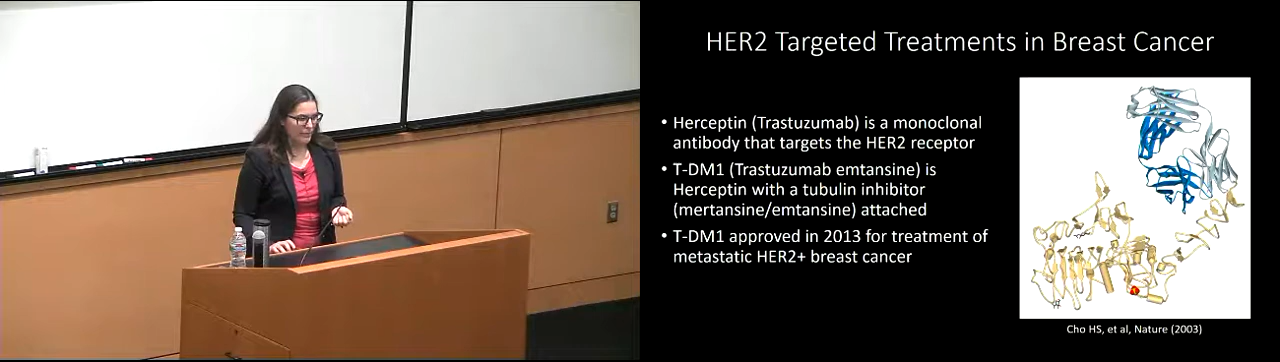 HER2 Targeted Treatments in Breast Cancer
• Herceptin (Trastuzumab) is a monoclonal
antibody that targets the HER2 receptor
• T-DM1 (Trastuzumab emtansine) is
Herceptin with a tubulin inhibitor
(mertansine/emtansine) attached
• T-DM1 approved in 2013 for treatment of
metastatic HER2+ breast cancer
Cho HS, et al, Nature (2003)